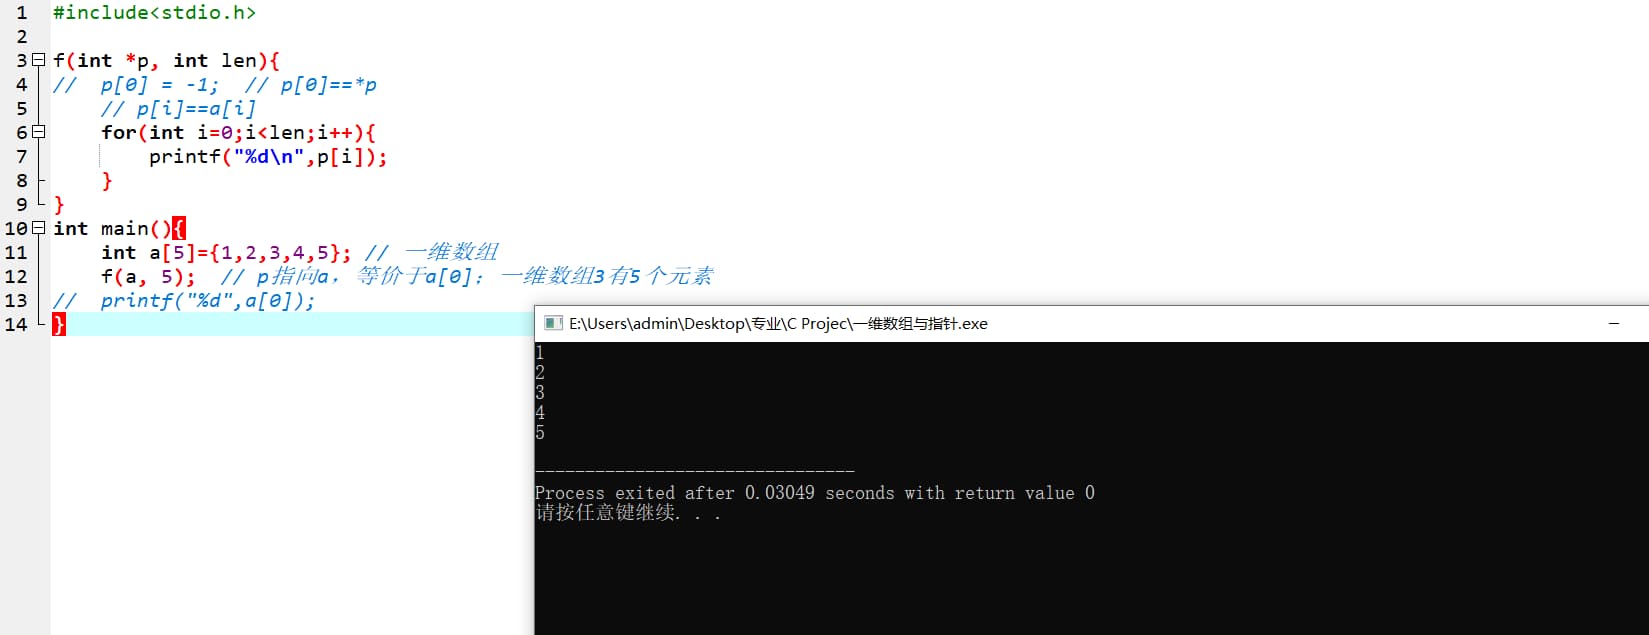 1 #include<stdio.h>
2
3 f(int *p, int len){
4 //  p[0] = -1;  // p[0]==*p
5     // p[i]==a[i]
6     for(int i=0;i<len;i++){
7         printf("%d\n",p[i]);
8     }
9 }
10 int main(){
11     int a[5]={1,2,3,4,5}; // 一维数组
12     f(a, 5);  // p指向a，等价于a[0]；一维数组3有5个元素
13 //  printf("%d",a[0]);
14 }
E:\Users\admin\Desktop\专业\C Projec\一维数组与指针.exe
1
2
3
4
5
--------------------------------
Process exited after 0.03049 seconds with return value 0
请按任意键继续. . .